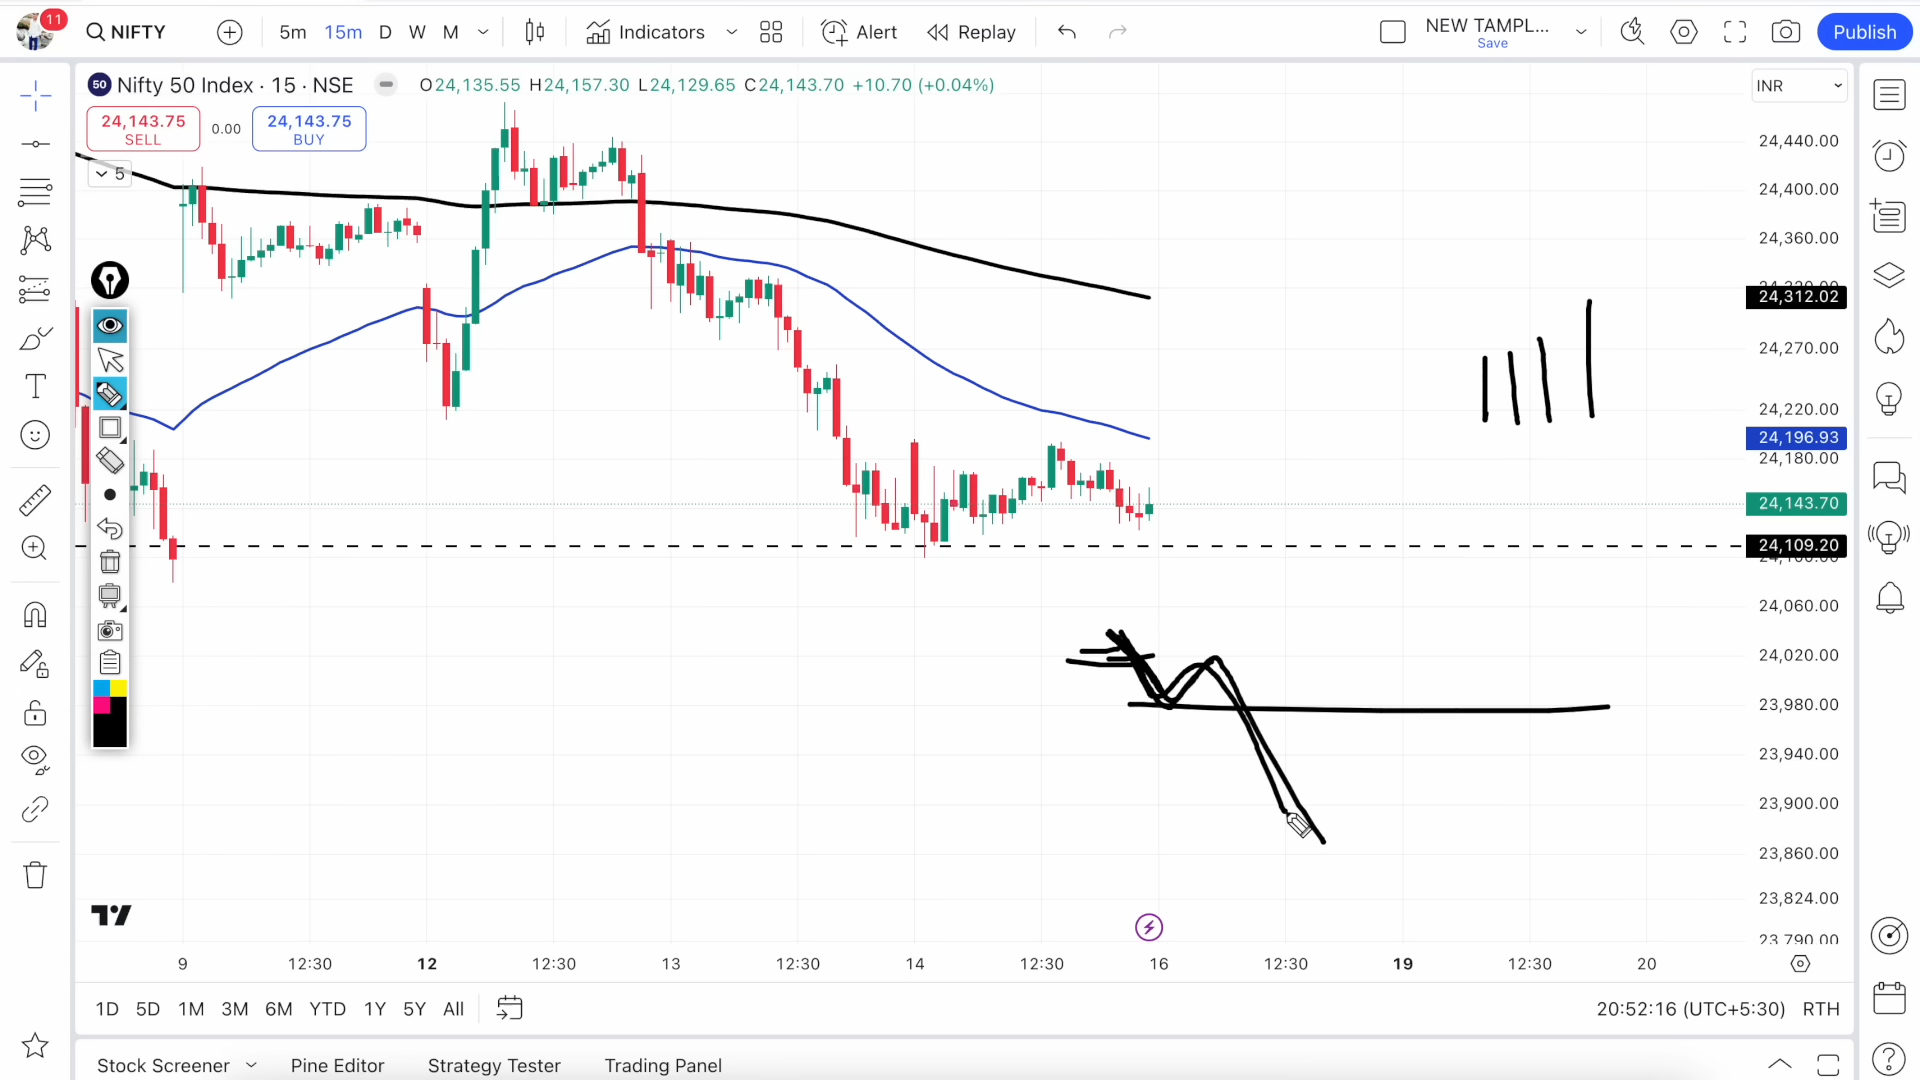 11
NIFTY
5m 15m D W M
Indicators
Alert
Replay
NEW TAMPL...
Save
Publish
50 Nifty 50 Index · 15 · NSE
O24,135.55 H24,157.30 L24,129.65 C24,143.70 +10.70 (+0.04%)
INR
24,143.75
SELL
0.00
24,143.75
BUY
5
24,440.00
24,400.00
24,360.00
24,312.02
24,270.00
24,220.00
24,196.93
24,180.00
24,143.70
24,109.20
24,060.00
24,020.00
23,980.00
23,940.00
23,900.00
23,860.00
23,824.00
23,790.00
9 12:30 12 12:30 13 12:30 14 12:30 16 12:30 19 12:30 20
1D 5D 1M 3M 6M YTD 1Y 5Y All
20:52:16 (UTC+5:30) RTH
Stock Screener Pine Editor Strategy Tester Trading Panel